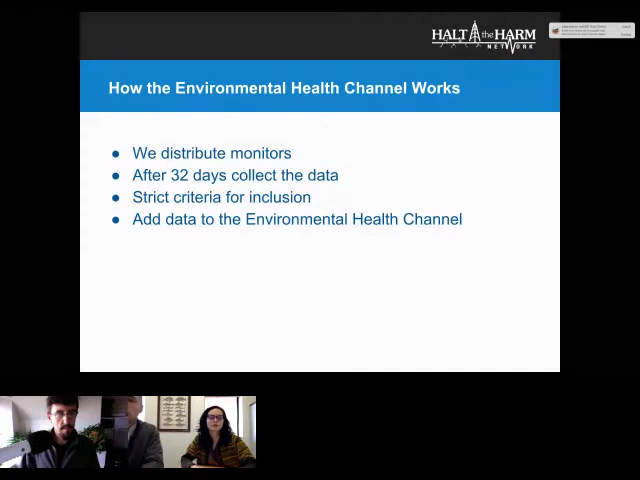 HALT the HARM
NETWORK
How the Environmental Health Channel Works
● We distribute monitors
● After 32 days collect the data
● Strict criteria for inclusion
● Add data to the Environmental Health Channel